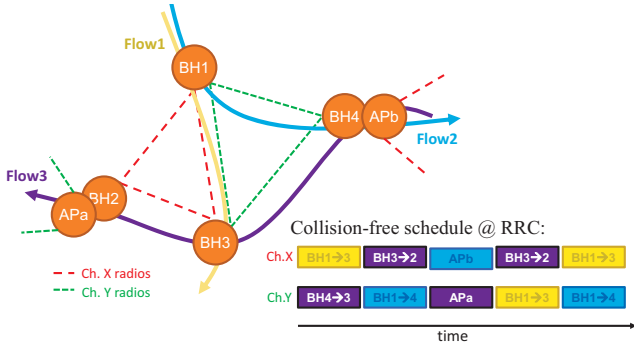 Flow1
BH1
BH4 APb
Flow2
Flow3
BH2
APa
BH3
Collision-free schedule @ RRC:
Ch.X BH1→3 BH3→2 APb BH3→2 BH1→3
Ch. X radios
Ch. Y radios
Ch.Y BH4→3 BH1→4 APa BH1→3 BH1→4
time